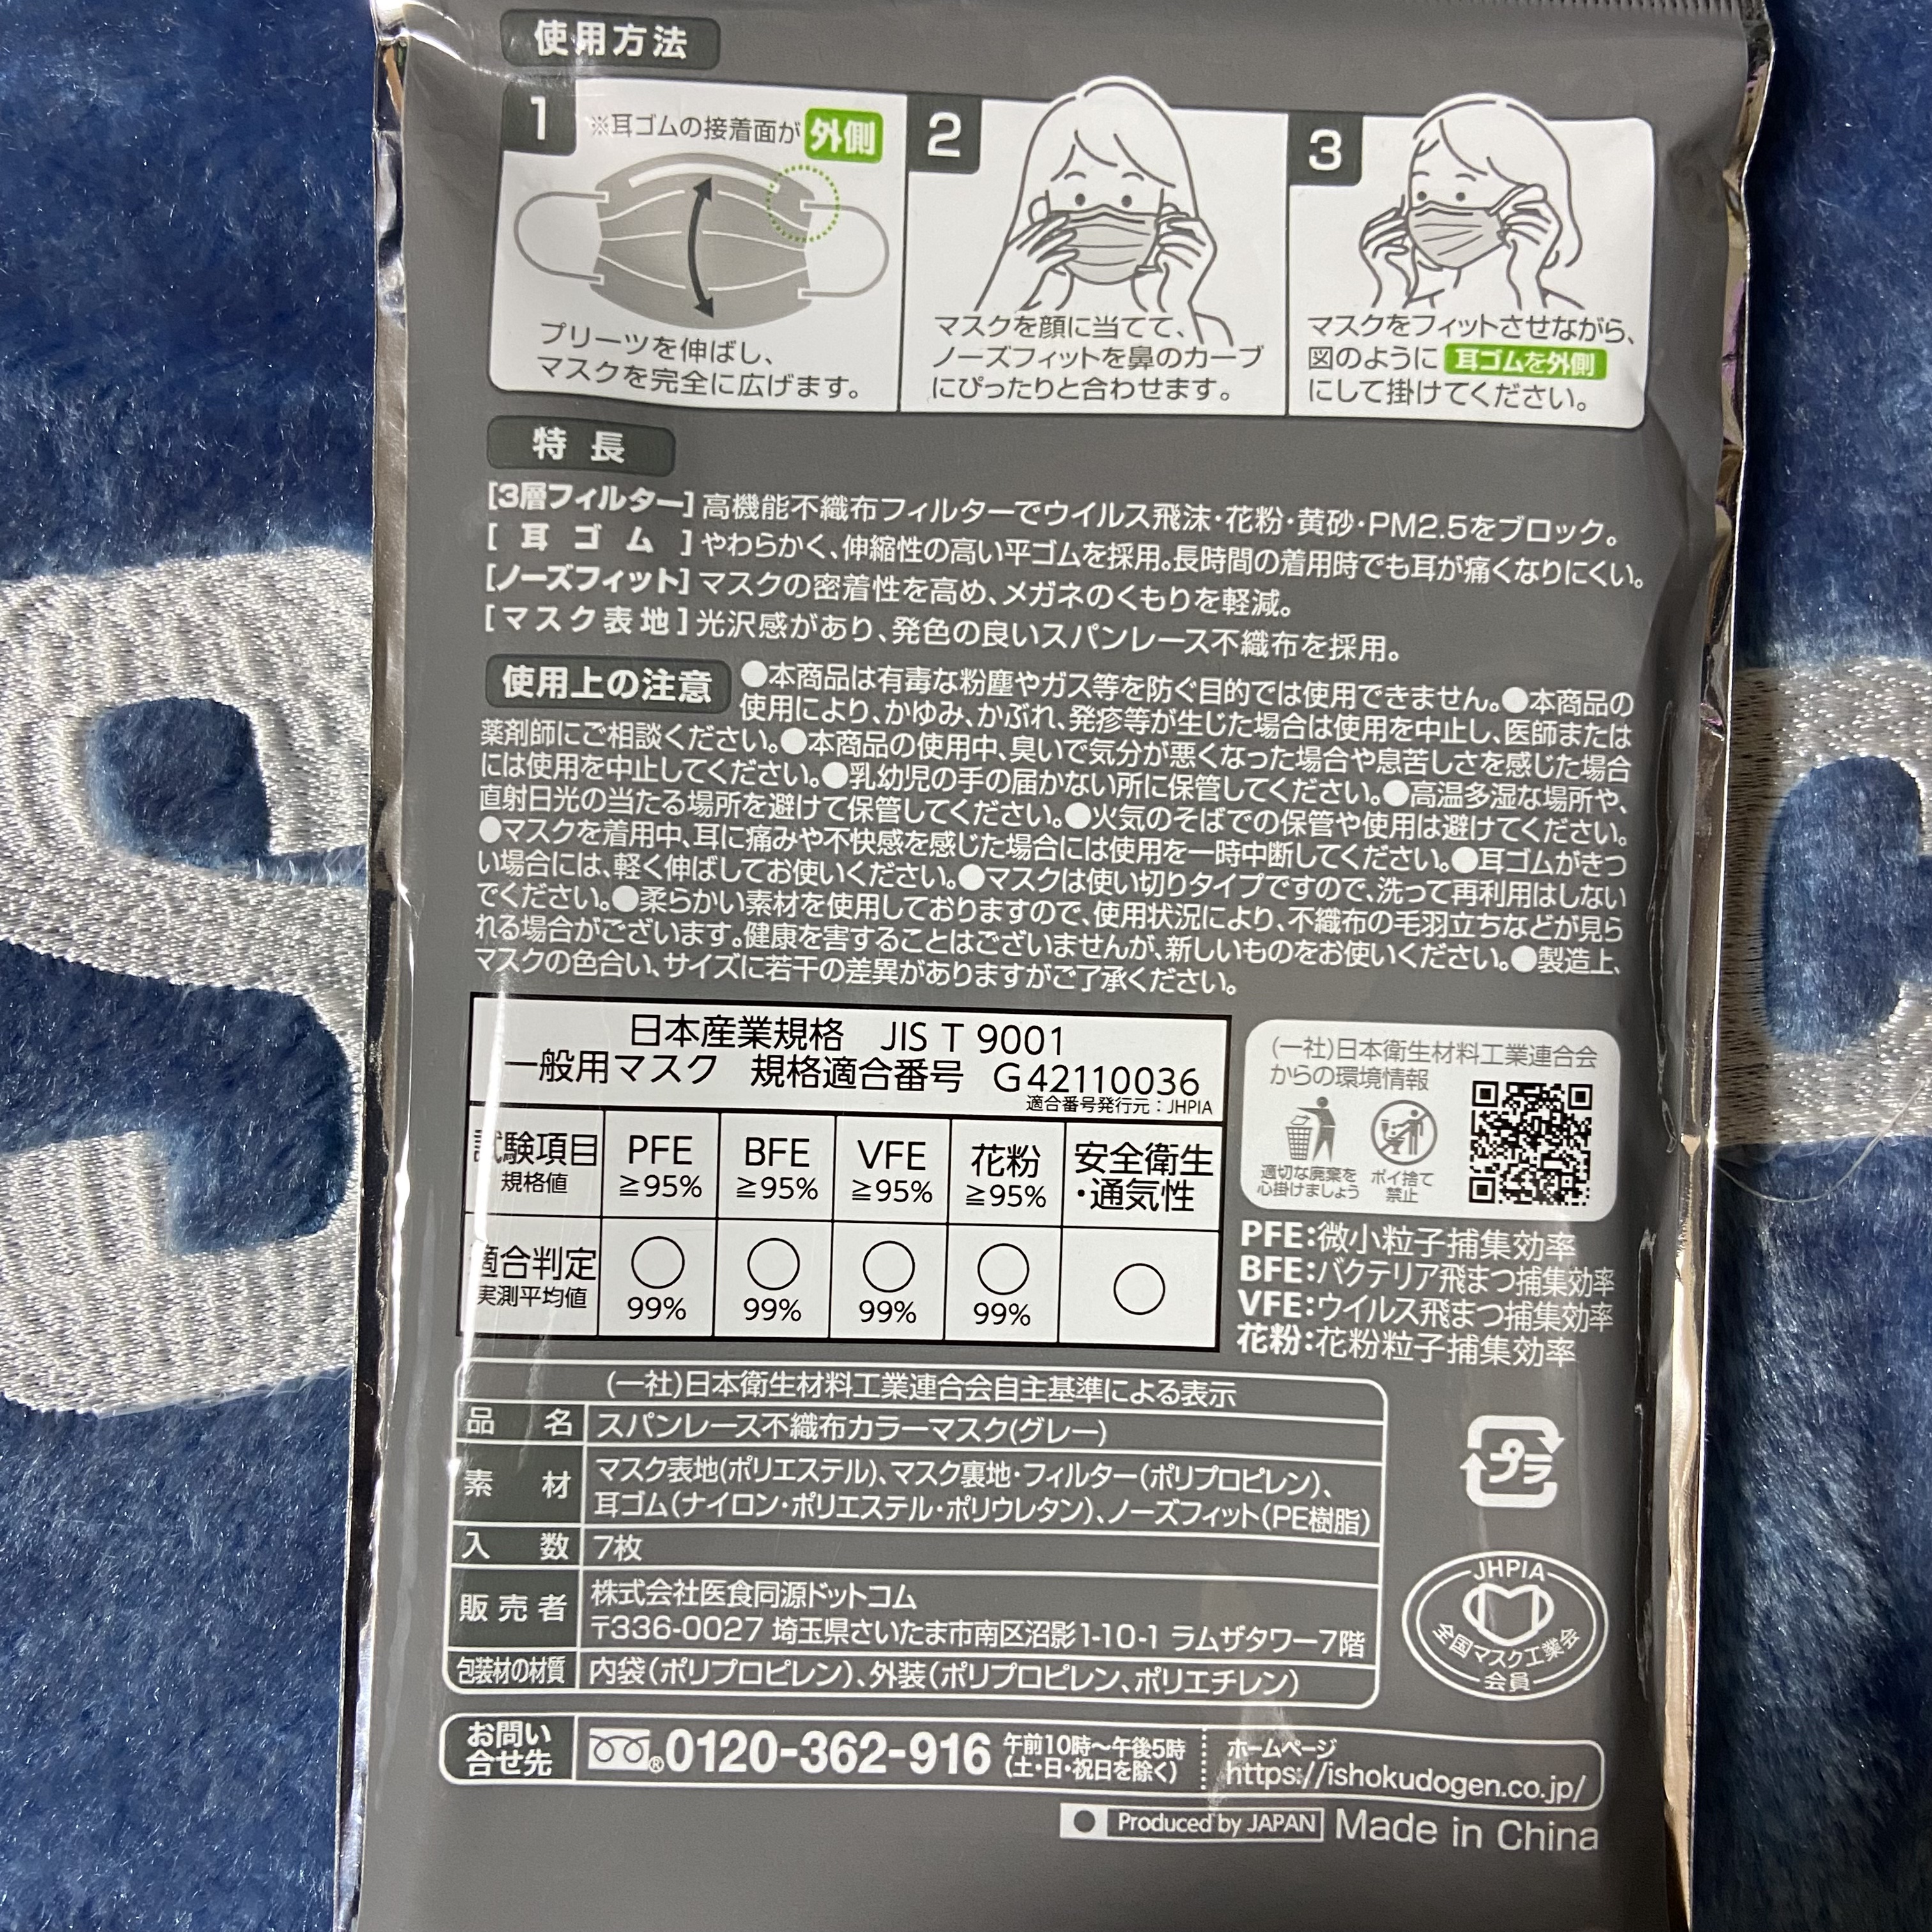 使用方法
1
※耳ゴムの接着面が 外側
プリーツを伸ばし、
マスクを完全に広げます。
2
マスクを顔に当てて、
ノーズフィットを鼻のカーブ
にぴったりと合わせます。
3
マスクをフィットさせながら、
図のように 耳ゴムを外側
にして掛けてください。
特長
[3層フィルター] 高機能不織布フィルターでウイルス飛沫・花粉・黄砂・PM2.5をブロック。
[耳ゴム] やわらかく、伸縮性の高い平ゴムを採用。長時間の着用時でも耳が痛くなりにくい。
[ノーズフィット] マスクの密着性を高め、メガネのくもりを軽減。
[マスク表地] 光沢感があり、発色の良いスパンレース不織布を採用。
使用上の注意 ●本商品は有毒な粉塵やガス等を防ぐ目的では使用できません。●本商品の
使用により、かゆみ、かぶれ、発疹等が生じた場合は使用を中止し、医師または
薬剤師にご相談ください。●本商品の使用中、臭いで気分が悪くなった場合や息苦しさを感じた場合
には使用を中止してください。●乳幼児の手の届かない所に保管してください。●高温多湿な場所や、
直射日光の当たる場所を避けて保管してください。●火気のそばでの保管や使用は避けてください。
●マスクを着用中、耳に痛みや不快感を感じた場合には使用を一時中断してください。●耳ゴムがきつ
い場合には、軽く伸ばしてお使いください。●マスクは使い切りタイプですので、洗って再利用はしない
でください。●柔らかい素材を使用しておりますので、使用状況により、不織布の毛羽立ちなどが見ら
れる場合がございます。健康を害することはございませんが、新しいものをお使いください。●製造上、
マスクの色合い、サイズに若干の差異がありますがご了承ください。
日本産業規格 JIS T 9001
一般用マスク 規格適合番号 G42110036
適合番号発行元：JHPIA
試験項目 規格値
PFE ≧95%
BFE ≧95%
VFE ≧95%
花粉 ≧95%
安全衛生・通気性
適合判定 実測平均値
○ 99%
○ 99%
○ 99%
○ 99%
○
(一社)日本衛生材料工業連合会
からの環境情報
適切な廃棄を
心掛けましょう
ポイ捨て
禁止
PFE：微小粒子捕集効率
BFE：バクテリア飛まつ捕集効率
VFE：ウイルス飛まつ捕集効率
花粉：花粉粒子捕集効率
(一社)日本衛生材料工業連合会自主基準による表示
品名 スパンレース不織布カラーマスク(グレー)
素材 マスク表地(ポリエステル)、マスク裏地・フィルター(ポリプロピレン)、
耳ゴム(ナイロン・ポリエステル・ポリウレタン)、ノーズフィット(PE樹脂)
入数 7枚
販売者 株式会社医食同源ドットコム
〒336-0027 埼玉県さいたま市南区沼影1-10-1 ラムザタワー7階
包装材の材質 内袋(ポリプロピレン)、外装(ポリプロピレン、ポリエチレン)
プラ
JHPIA
全国マスク工業会
会員
お問い
合せ先
®0120-362-916
午前10時～午後5時
(土・日・祝日を除く)
ホームページ
https://ishokudogen.co.jp/
Produced by JAPAN Made in China